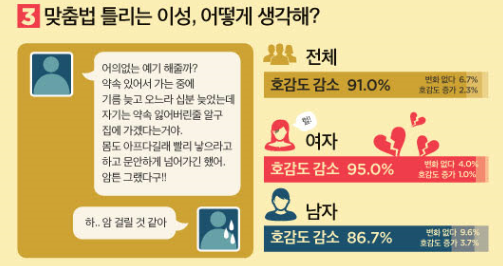 3 맞춤법 틀리는 이성, 어떻게 생각해?
어의없는 예기 해줄까?
약속 있어서 가는 중에
기름 넣고 오느라 십분 늦었는데
자기는 약속 잃어버린줄 알구
집에 가겠다는거야.
몸도 아프다길래 빨리 낳으라고
하고 문안하게 넘어가긴 했어.
암튼 그랬다구!!
하.. 암 걸릴 것 같아
전체
호감도 감소 91.0%
변화 없다 6.7%
호감도 증가 2.3%
여자
호감도 감소 95.0%
변화 없다 4.0%
호감도 증가 1.0%
남자
호감도 감소 86.7%
변화 없다 9.6%
호감도 증가 3.7%